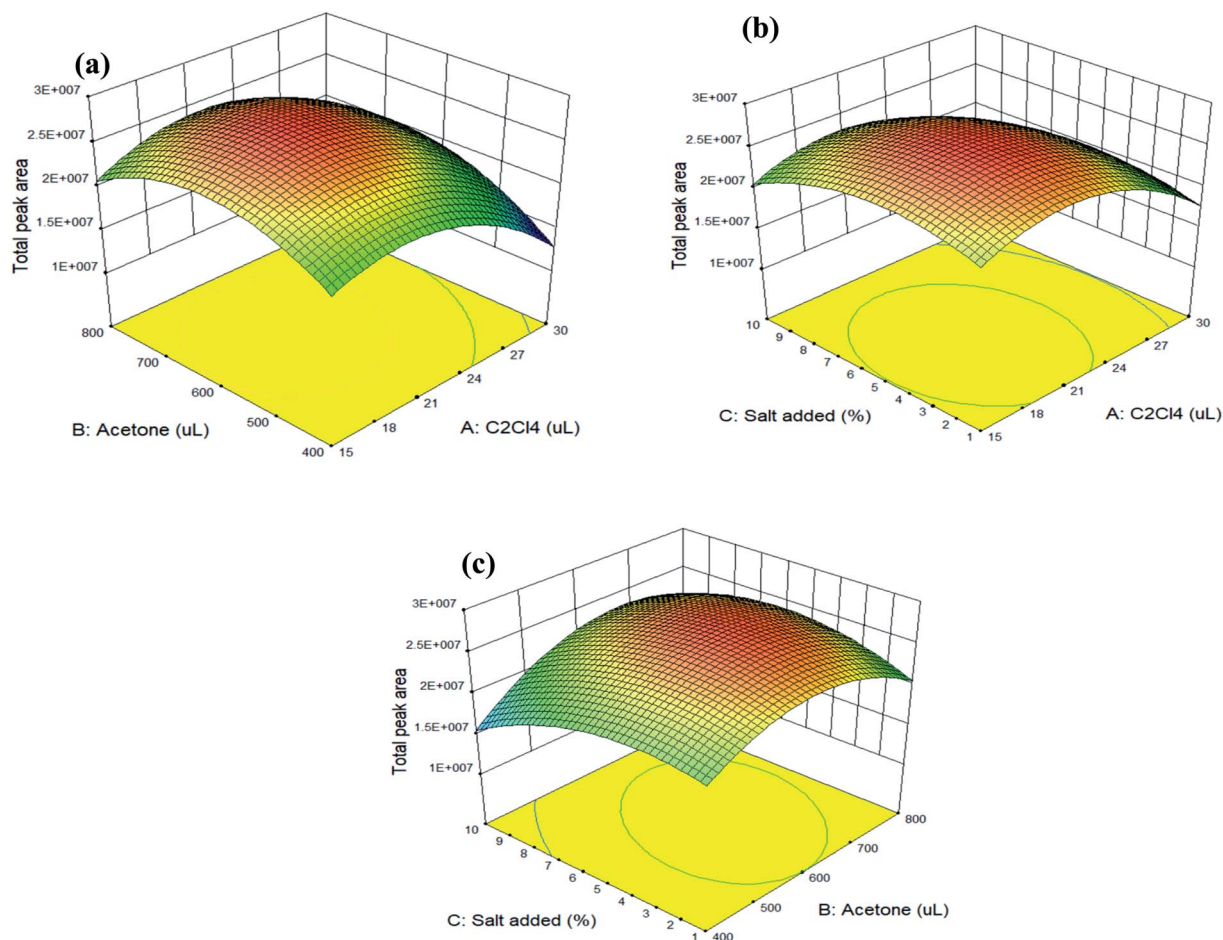 (a)
3E+007
2.5E+007
2E+007
1.5E+007
1E+007
Total peak area
800
700
600
500
400
B: Acetone (uL)
15
18
21
24
27
30
A: C2Cl4 (uL)
(b)
3E+007
2.5E+007
2E+007
1.5E+007
1E+007
Total peak area
10
9
8
7
6
5
4
3
2
1
C: Salt added (%)
15
18
21
24
27
30
A: C2Cl4 (uL)
(c)
3E+007
2.5E+007
2E+007
1.5E+007
1E+007
Total peak area
10
9
8
7
6
5
4
3
2
1
C: Salt added (%)
400
500
600
700
800
B: Acetone (uL)